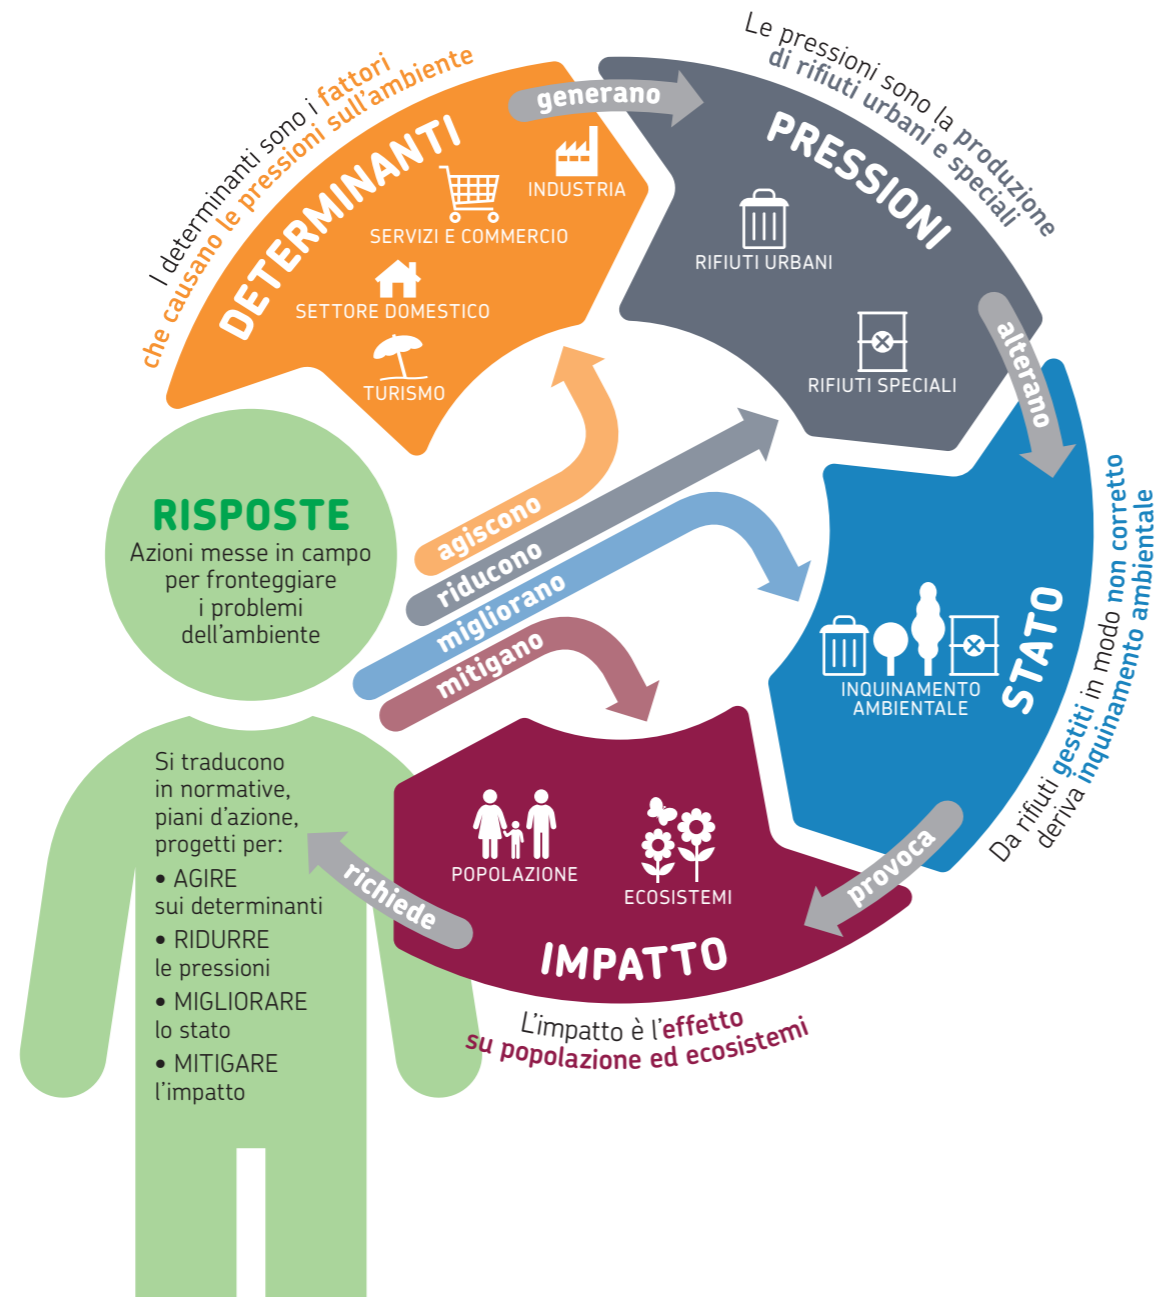 I determinanti sono i fattori
che causano le pressioni sull'ambiente
DETERMINANTI
INDUSTRIA
SERVIZI E COMMERCIO
SETTORE DOMESTICO
TURISMO
generano
Le pressioni sono la produzione
di rifiuti urbani e speciali
PRESSIONI
RIFIUTI URBANI
RIFIUTI SPECIALI
alterano
STATO
INQUINAMENTO
AMBIENTALE
Da rifiuti gestiti in modo non corretto
deriva inquinamento ambientale
provoca
IMPATTO
POPOLAZIONE
ECOSISTEMI
L'impatto è l'effetto
su popolazione ed ecosistemi
richiede
RISPOSTE
Azioni messe in campo
per fronteggiare
i problemi
dell'ambiente
agiscono
riducono
migliorano
mitigano
Si traducono
in normative,
piani d'azione,
progetti per:
• AGIRE
sui determinanti
• RIDURRE
le pressioni
• MIGLIORARE
lo stato
• MITIGARE
l'impatto